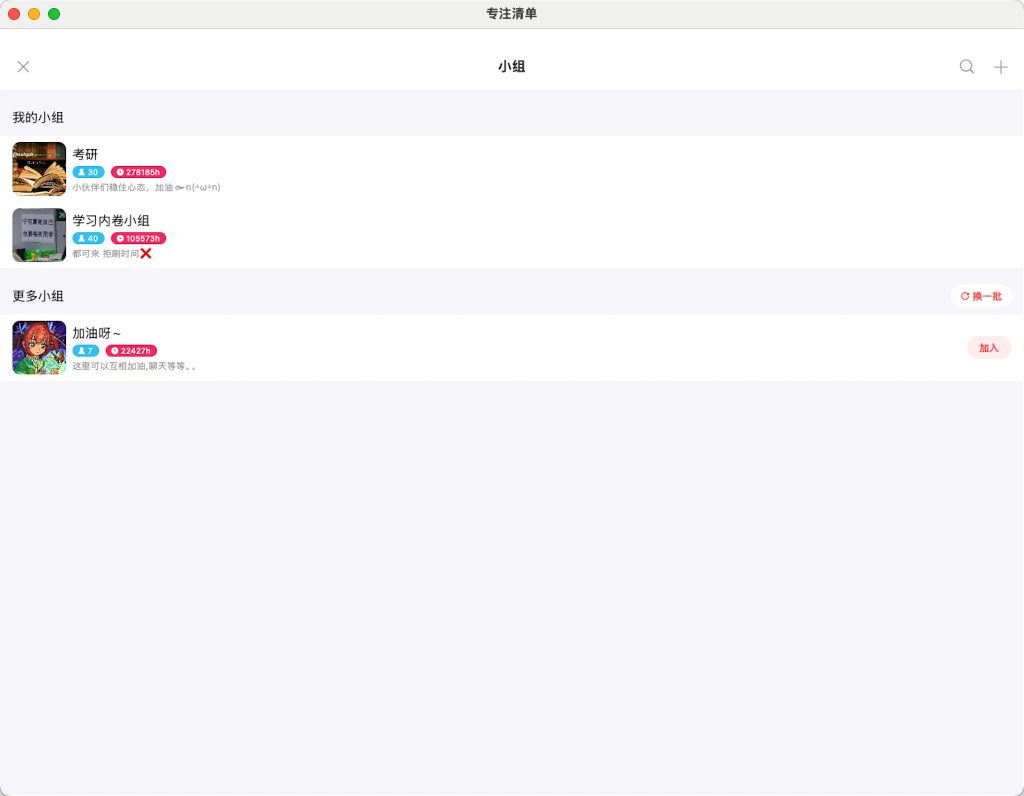 专注清单
小组
我的小组
考研
30 278185h
小伙伴们稳住心态，加油
学习内卷小组
40 105573h
都可来 拒刷时间❌
更多小组
换一批
加油呀~
7 22427h
这里可以互相加油,聊天等等。。
加入